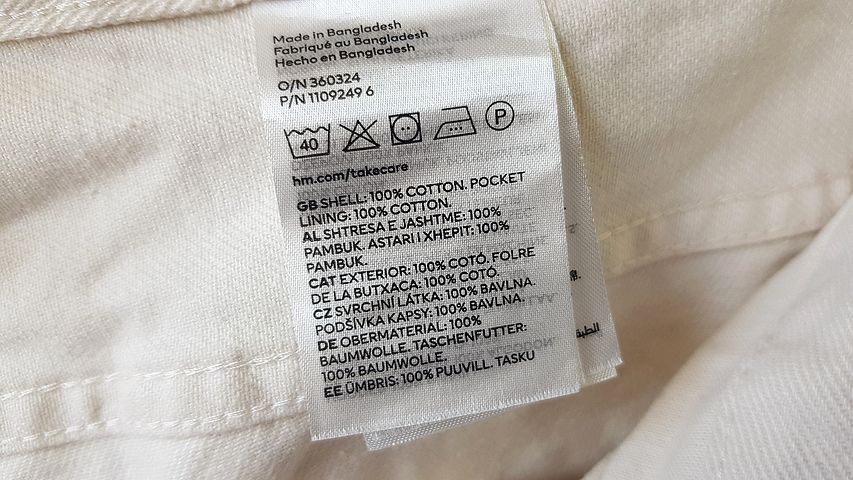 Made in Bangladesh
Fabriqué au Bangladesh
Hecho en Bangladesh
O/N 360324
P/N 1109249 6
40 P
hm.com/takecare
GB SHELL: 100% COTTON. POCKET
LINING: 100% COTTON.
AL SHTRESA E JASHTME: 100%
PAMBUK. ASTARI I XHEPIT: 100%
PAMBUK.
CAT EXTERIOR: 100% COTÓ. FOLRE
DE LA BUTXACA: 100% COTÓ.
CZ SVRCHNÍ LÁTKA: 100% BAVLNA.
PODŠÍVKA KAPSY: 100% BAVLNA.
DE OBERMATERIAL: 100%
BAUMWOLLE. TASCHENFUTTER:
100% BAUMWOLLE.
EE ÜMBRIS: 100% PUUVILL. TASKU